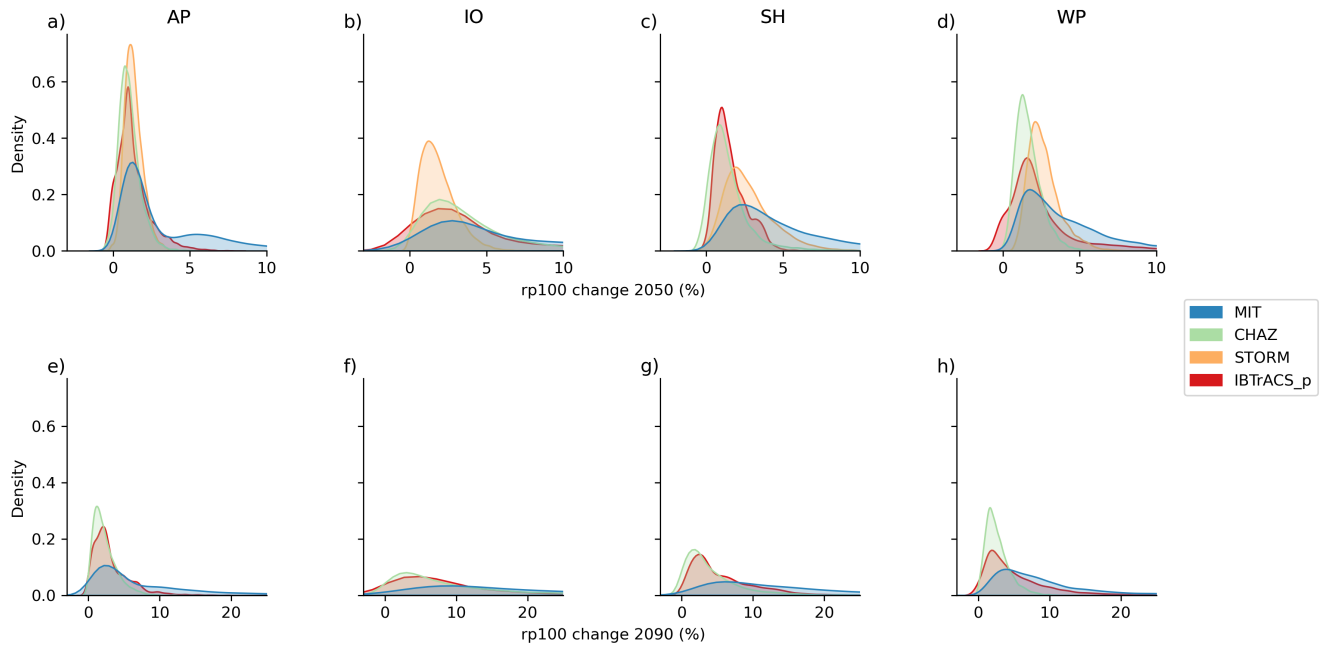 a) AP b) IO c) SH d) WP
0.6
0.4
0.2
0.0
Density
0 5 10 0 5 10 0 5 10 0 5 10
rp100 change 2050 (%)
MIT
CHAZ
STORM
IBTrACS_p
e) f) g) h)
0.6
0.4
0.2
0.0
Density
0 10 20 0 10 20 0 10 20 0 10 20
rp100 change 2090 (%)